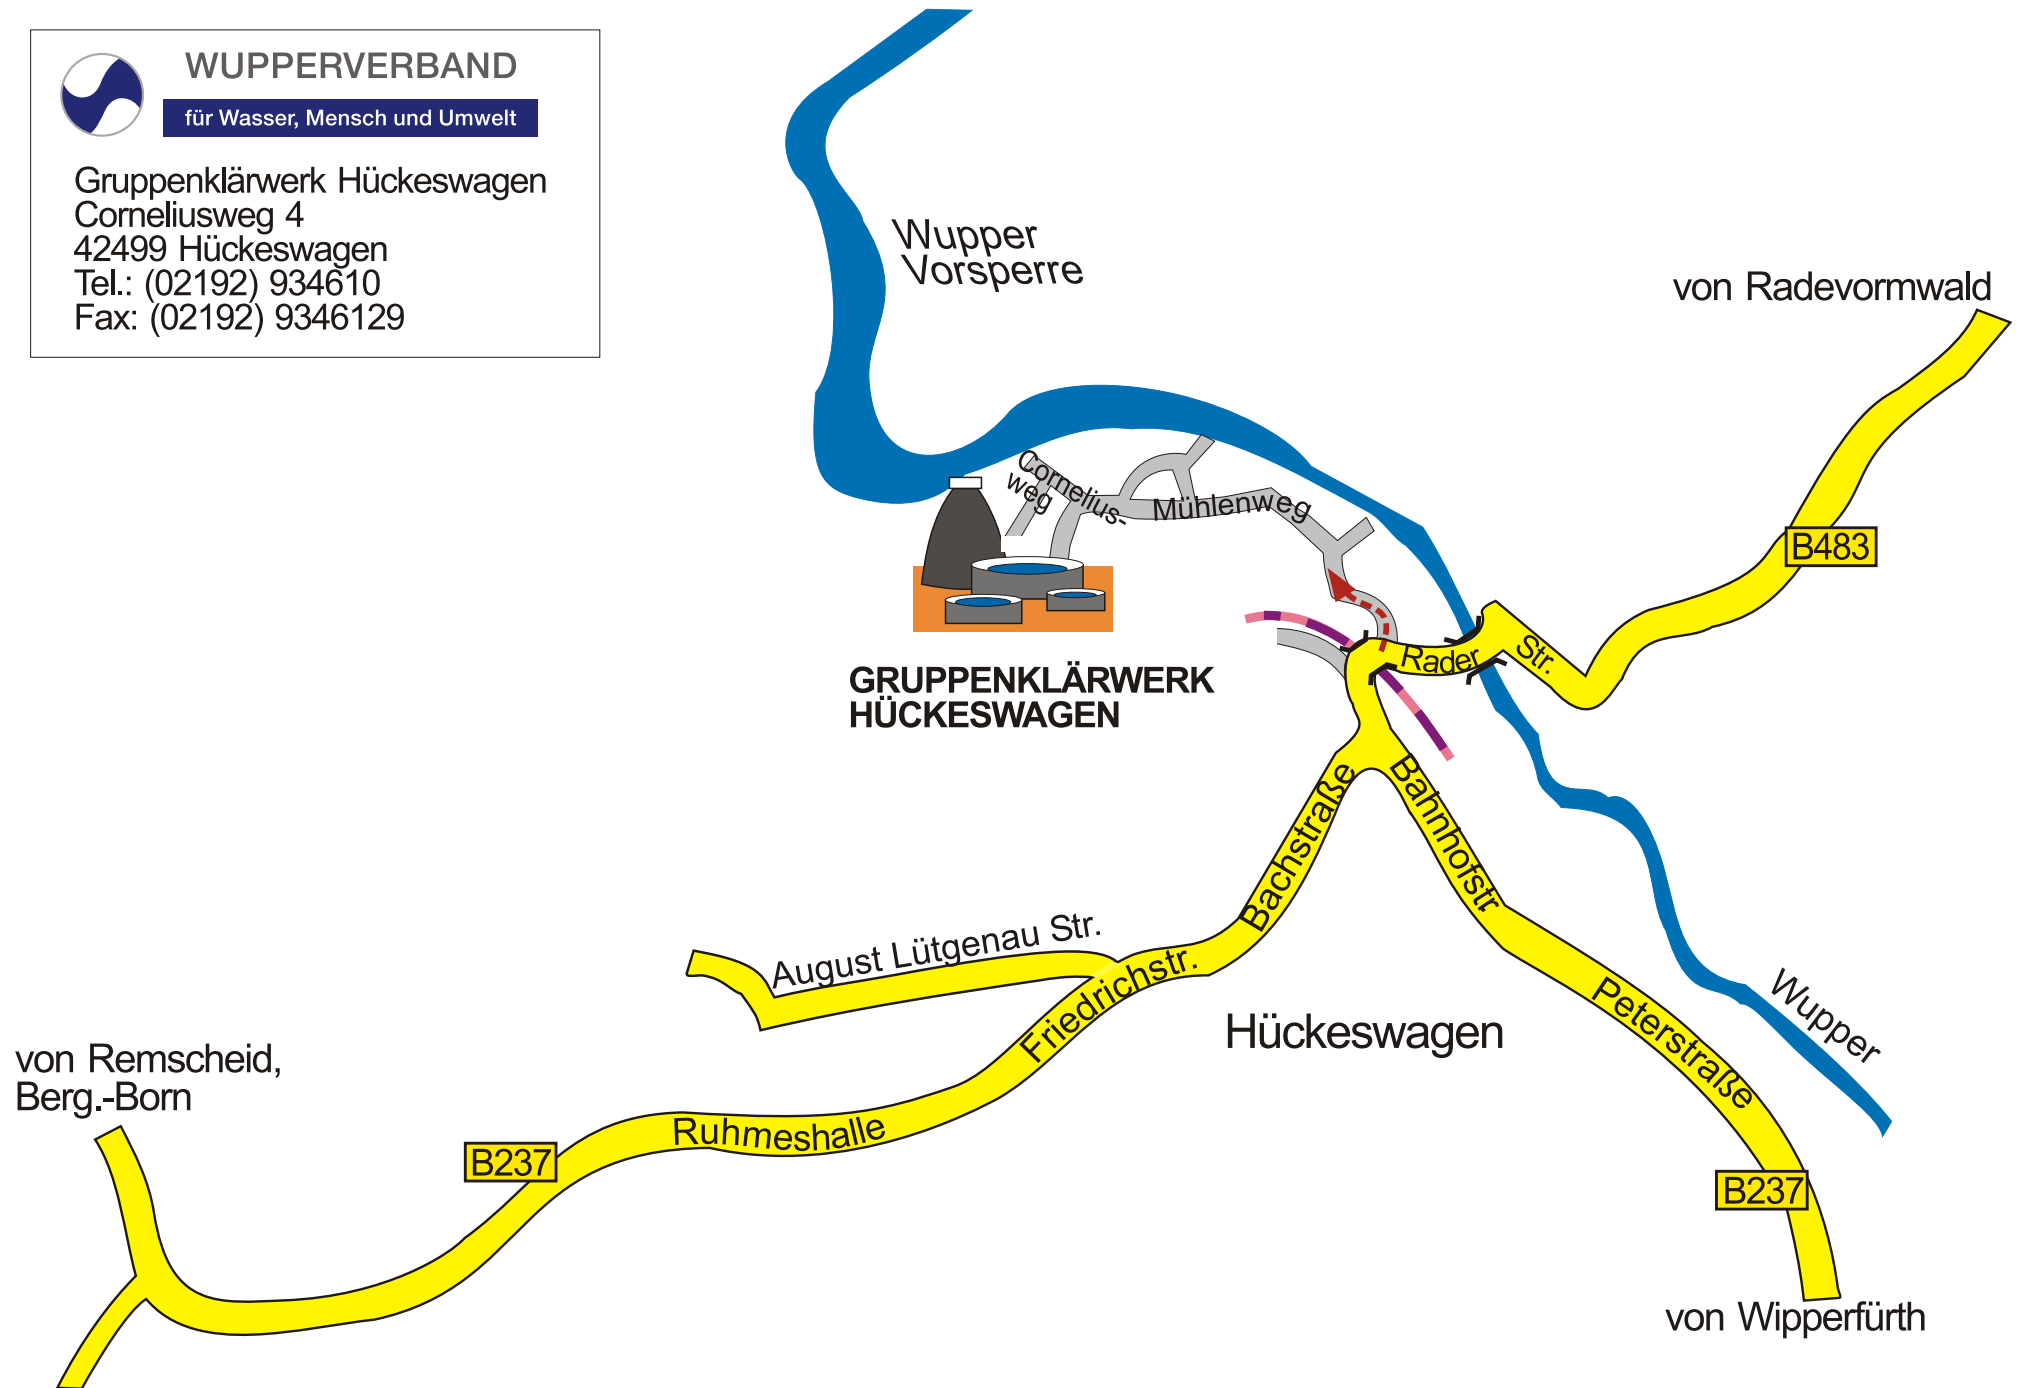 WUPPERVERBAND
für Wasser, Mensch und Umwelt
Gruppenklärwerk Hückeswagen
Corneliusweg 4
42499 Hückeswagen
Tel.: (02192) 934610
Fax: (02192) 9346129
Wupper
Vorsperre
von Radevormwald
Cornelius-
weg
Mühlenweg
B483
GRUPPENKLÄRWERK
HÜCKESWAGEN
Rader
Str.
Bachstraße
Bahnhofstr.
August Lütgenau Str.
Friedrichstr.
Hückeswagen
Peterstraße
Wupper
von Remscheid,
Berg.-Born
Ruhmeshalle
B237
B237
von Wipperfürth